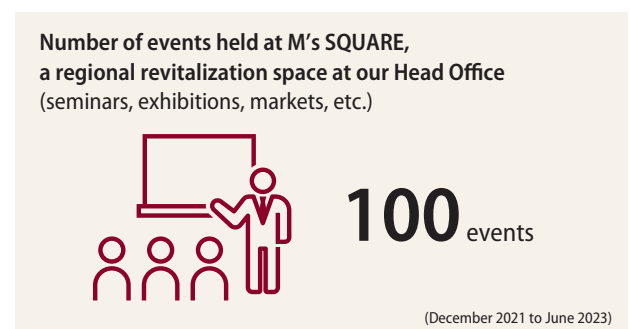 Number of events held at M's SQUARE,
a regional revitalization space at our Head Office
(seminars, exhibitions, markets, etc.)
100 events
(December 2021 to June 2023)